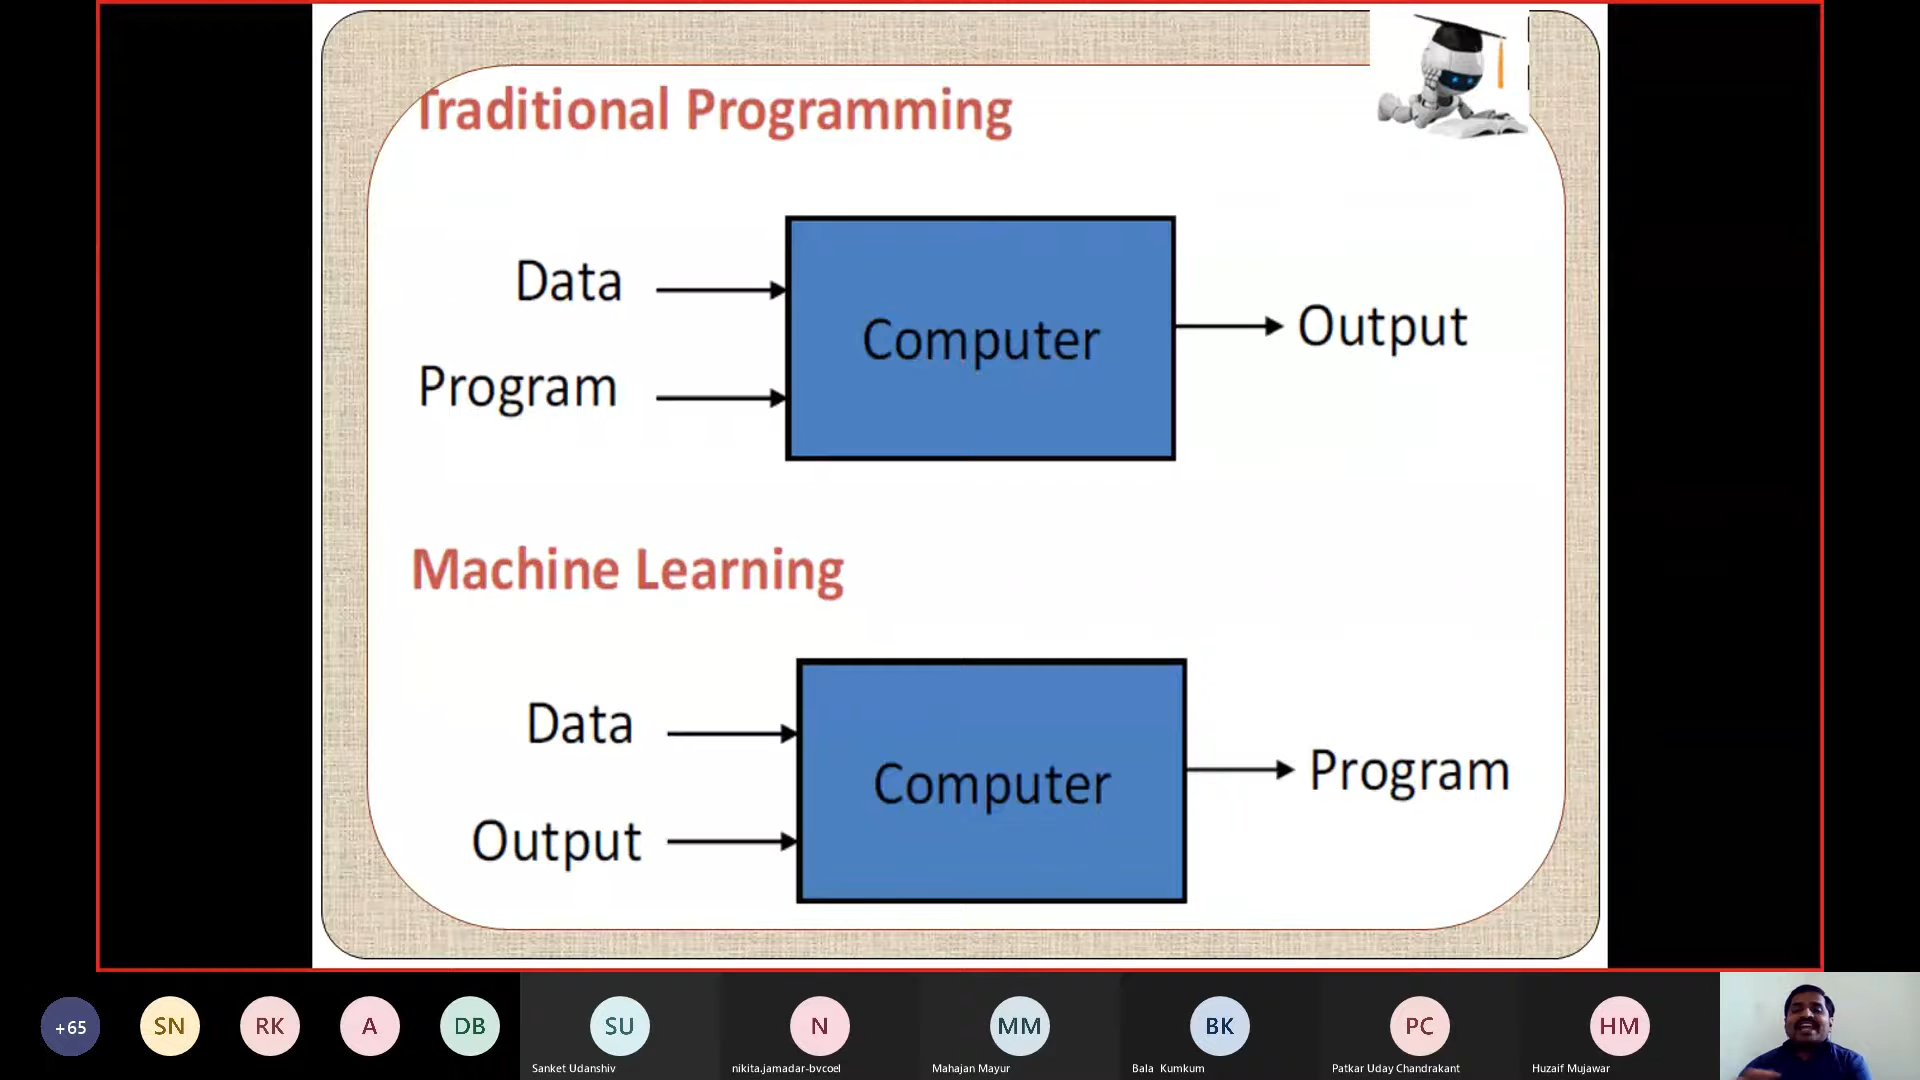 Traditional Programming
Data
Program
Computer
Output
Machine Learning
Data
Output
Computer
Program
+65
SN
RK
A
DB
SU
N
MM
BK
PC
HM
Sanket Udanshiv
nikita.jamadar-bvcoel
Mahajan Mayur
Bala Kumkum
Patkar Uday Chandrakant
Huzaif Mujawar